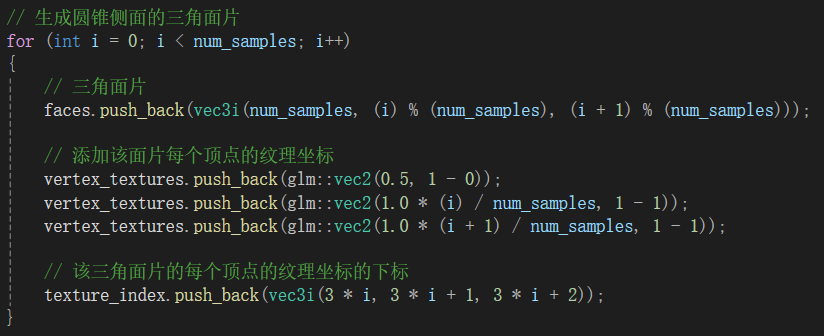 // 生成圆锥侧面的三角面片
for (int i = 0; i < num_samples; i++)
{
    // 三角面片
    faces.push_back(vec3i(num_samples, (i) % (num_samples), (i + 1) % (num_samples)));

    // 添加该面片每个顶点的纹理坐标
    vertex_textures.push_back(glm::vec2(0.5, 1 - 0));
    vertex_textures.push_back(glm::vec2(1.0 * (i) / num_samples, 1 - 1));
    vertex_textures.push_back(glm::vec2(1.0 * (i + 1) / num_samples, 1 - 1));

    // 该三角面片的每个顶点的纹理坐标的下标
    texture_index.push_back(vec3i(3 * i, 3 * i + 1, 3 * i + 2));
}